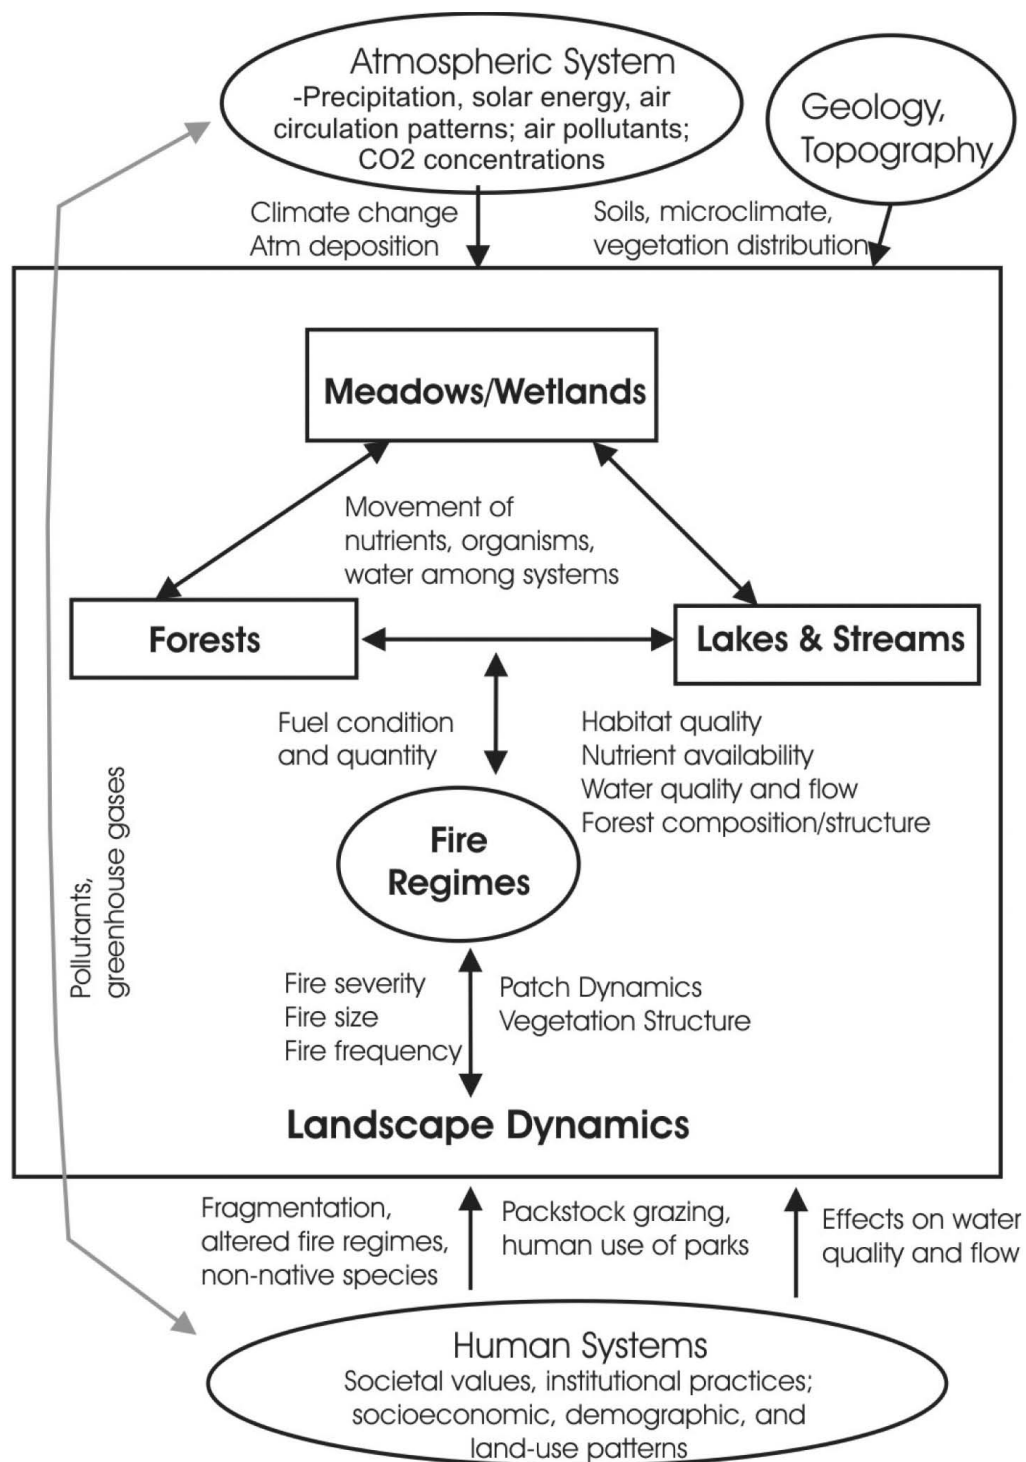 Atmospheric System
-Precipitation, solar energy, air
circulation patterns; air pollutants;
CO2 concentrations
Geology,
Topography
Climate change
Atm deposition
Soils, microclimate,
vegetation distribution
Meadows/Wetlands
Movement of
nutrients, organisms,
water among systems
Forests
Lakes & Streams
Fuel condition
and quantity
Habitat quality
Nutrient availability
Water quality and flow
Forest composition/structure
Fire
Regimes
Pollutants,
greenhouse gases
Fire severity
Fire size
Fire frequency
Patch Dynamics
Vegetation Structure
Landscape Dynamics
Fragmentation,
altered fire regimes,
non-native species
Packstock grazing,
human use of parks
Effects on water
quality and flow
Human Systems
Societal values, institutional practices;
socioeconomic, demographic, and
land-use patterns